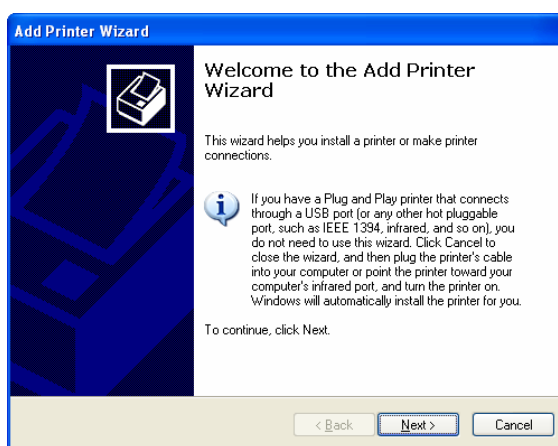 Add Printer Wizard
Welcome to the Add Printer
Wizard
This wizard helps you install a printer or make printer
connections.
If you have a Plug and Play printer that connects
through a USB port (or any other hot pluggable
port, such as IEEE 1394, infrared, and so on), you
do not need to use this wizard. Click Cancel to
close the wizard, and then plug the printer's cable
into your computer or point the printer toward your
computer's infrared port, and turn the printer on.
Windows will automatically install the printer for you.
To continue, click Next.
< Back Next > Cancel